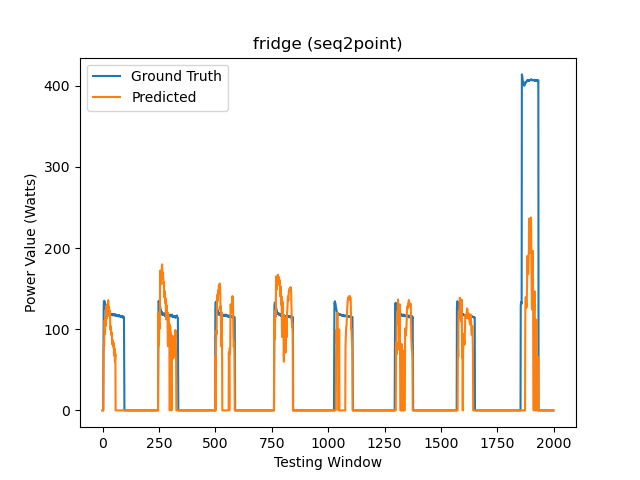 fridge (seq2point)
Ground Truth
Predicted
Power Value (Watts)
400
300
200
100
0
0 250 500 750 1000 1250 1500 1750 2000
Testing Window